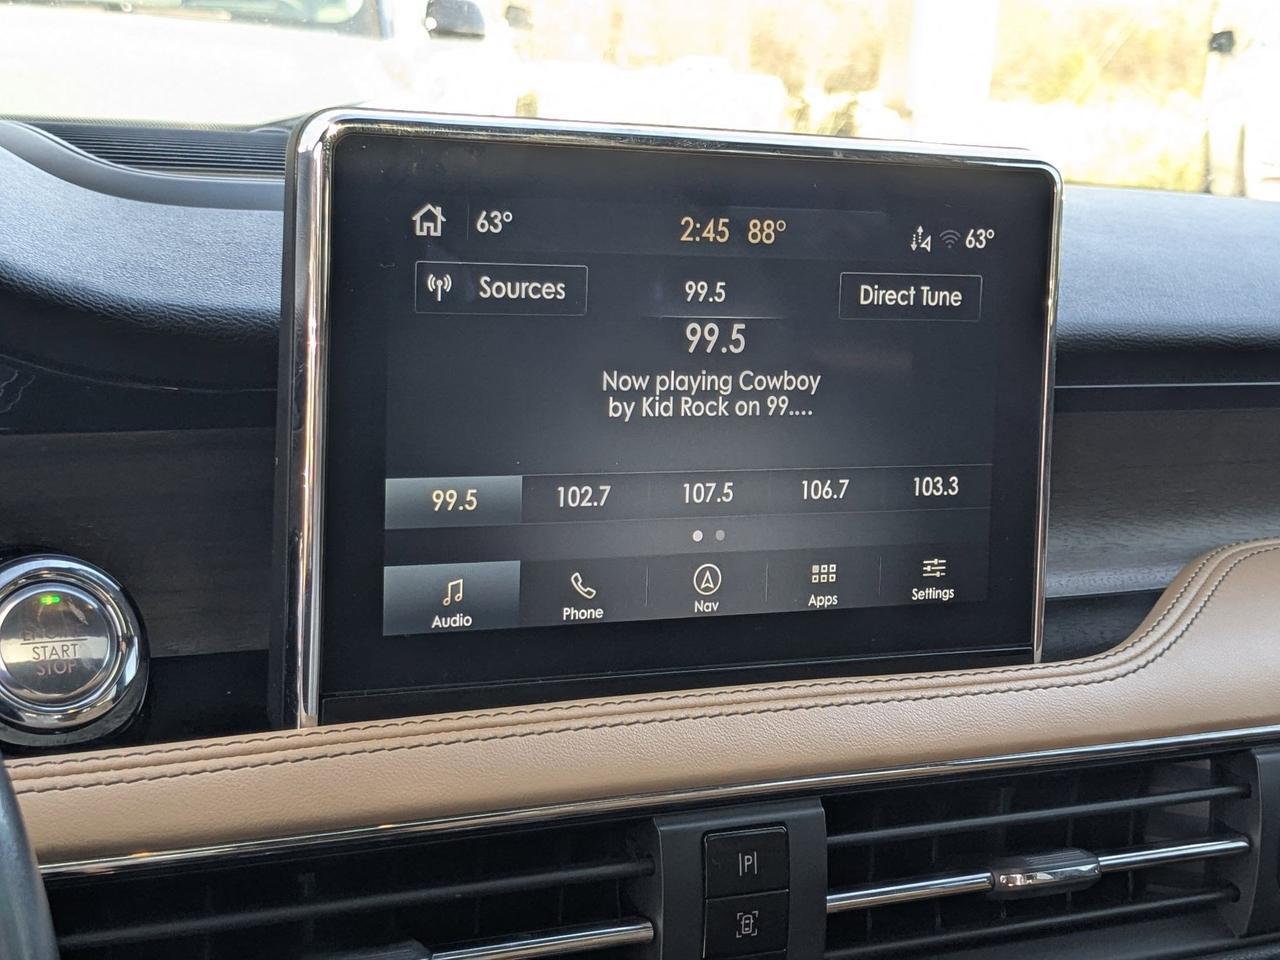 63°
2:45 88°
63°
Sources
99.5
Direct Tune
99.5
Now playing Cowboy
by Kid Rock on 99....
99.5
102.7
107.5
106.7
103.3
Audio
Phone
Nav
Apps
Settings
ENGINE
START
STOP
P